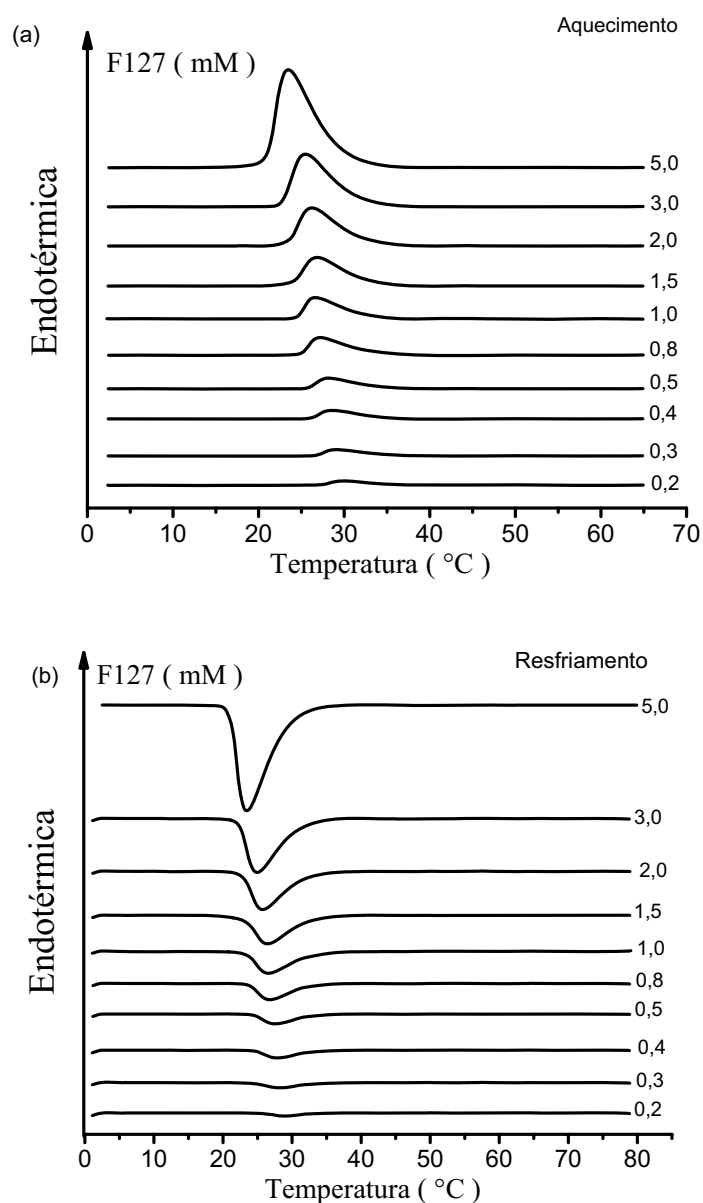 (a)
Aquecimento
F127 ( mM )
Endotérmica
5,0
3,0
2,0
1,5
1,0
0,8
0,5
0,4
0,3
0,2
0 10 20 30 40 50 60 70
Temperatura ( °C )
(b)
Resfriamento
F127 ( mM )
Endotérmica
5,0
3,0
2,0
1,5
1,0
0,8
0,5
0,4
0,3
0,2
0 10 20 30 40 50 60 70 80
Temperatura ( °C )